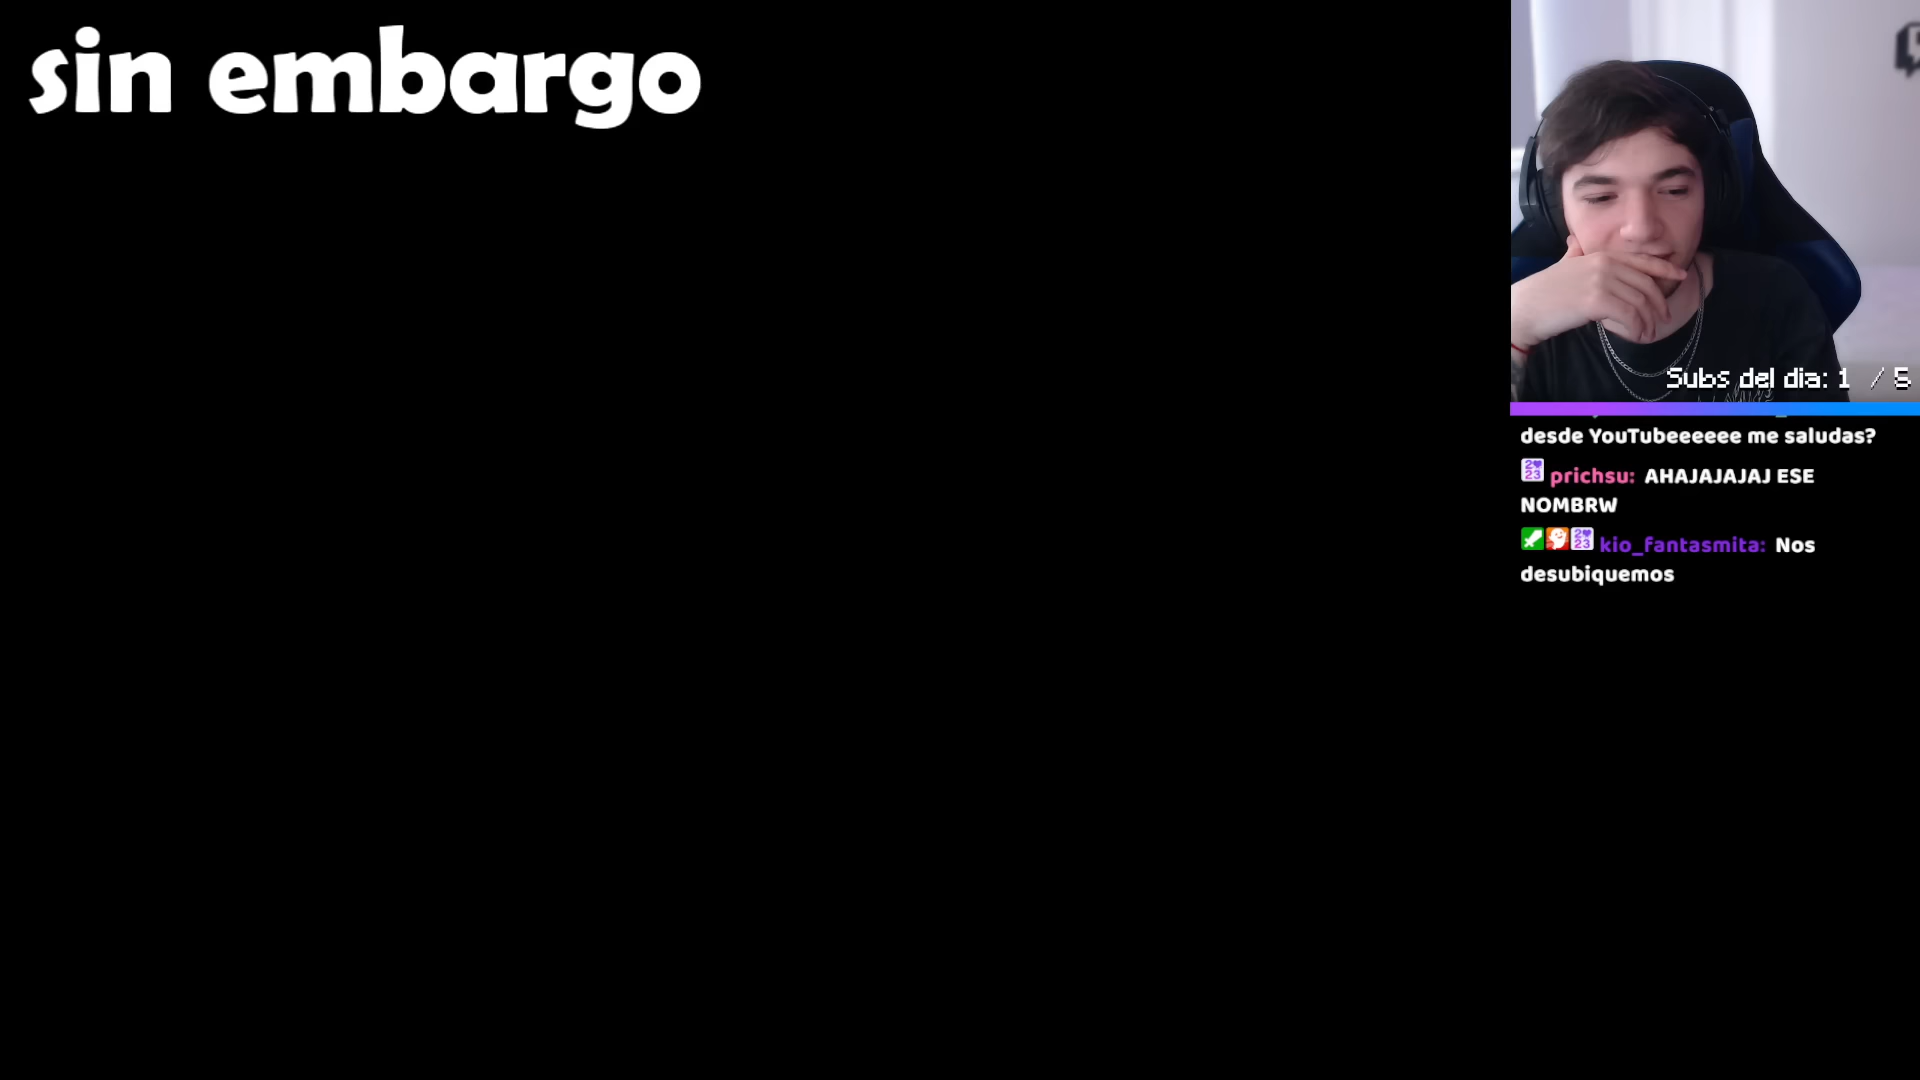 sin embargo
Subs del dia: 1 / 5
desde YouTubeeeeee me saludas?
prichsu: AHAJAJAJAJ ESE
NOMBRW
kio_fantasmita: Nos
desubiquemos